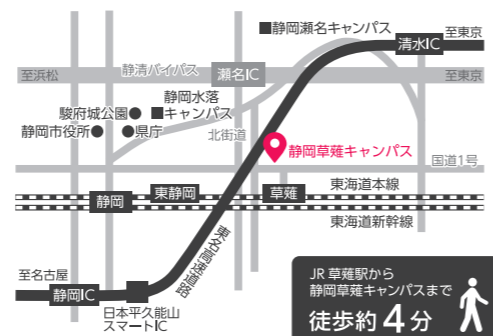 ■静岡瀬名キャンパス
至東京
清水IC
静清バイパス
至浜松
瀬名IC
至東京
静岡水落
■キャンパス
駿府城公園●
静岡市役所●
●県庁
北街道
静岡草薙キャンパス
国道1号
東静岡
草薙
東海道本線
静岡
東海道新幹線
東名高速道路
至名古屋
静岡IC
日本平久能山
スマートIC
JR 草薙駅から
静岡草薙キャンパスまで
徒歩約4分